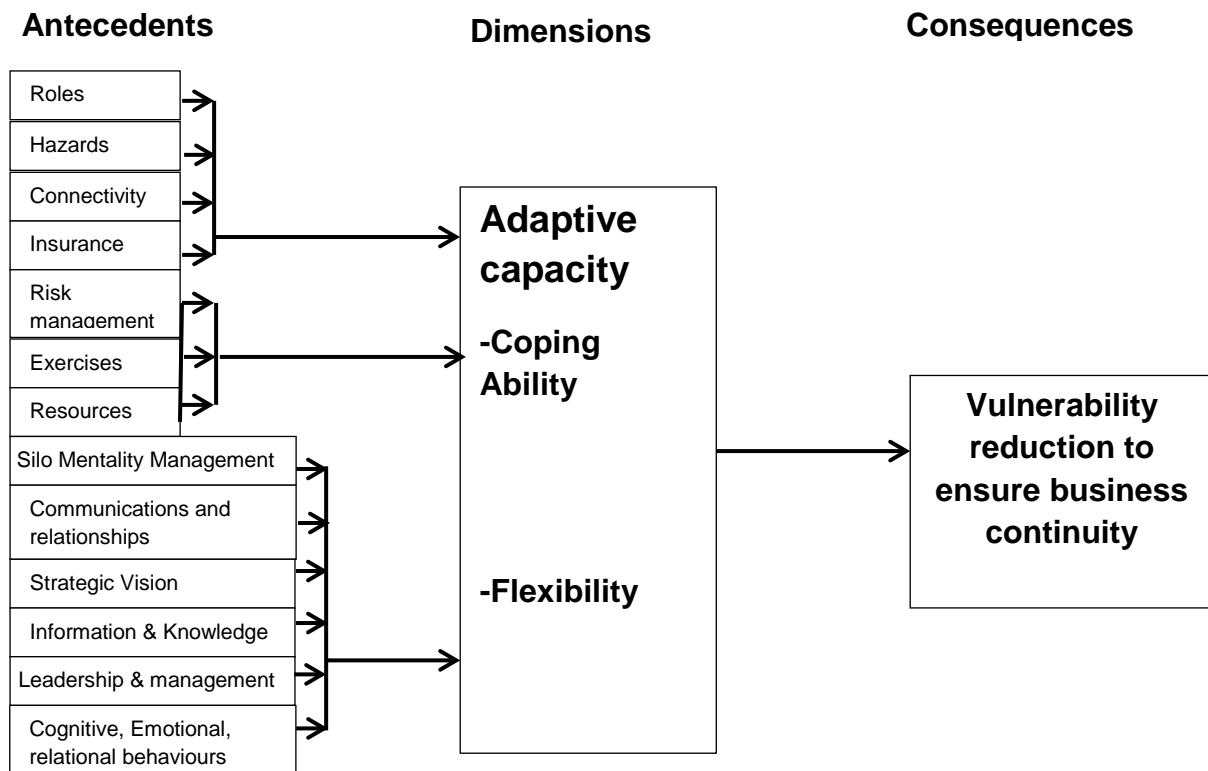 Antecedents
Dimensions
Consequences
Roles
Hazards
Connectivity
Insurance
Risk
management
Exercises
Resources
Silo Mentality Management
Communications and
relationships
Strategic Vision
Information & Knowledge
Leadership & management
Cognitive, Emotional,
relational behaviours
Adaptive
capacity
-Coping
Ability
-Flexibility
Vulnerability
reduction to
ensure business
continuity